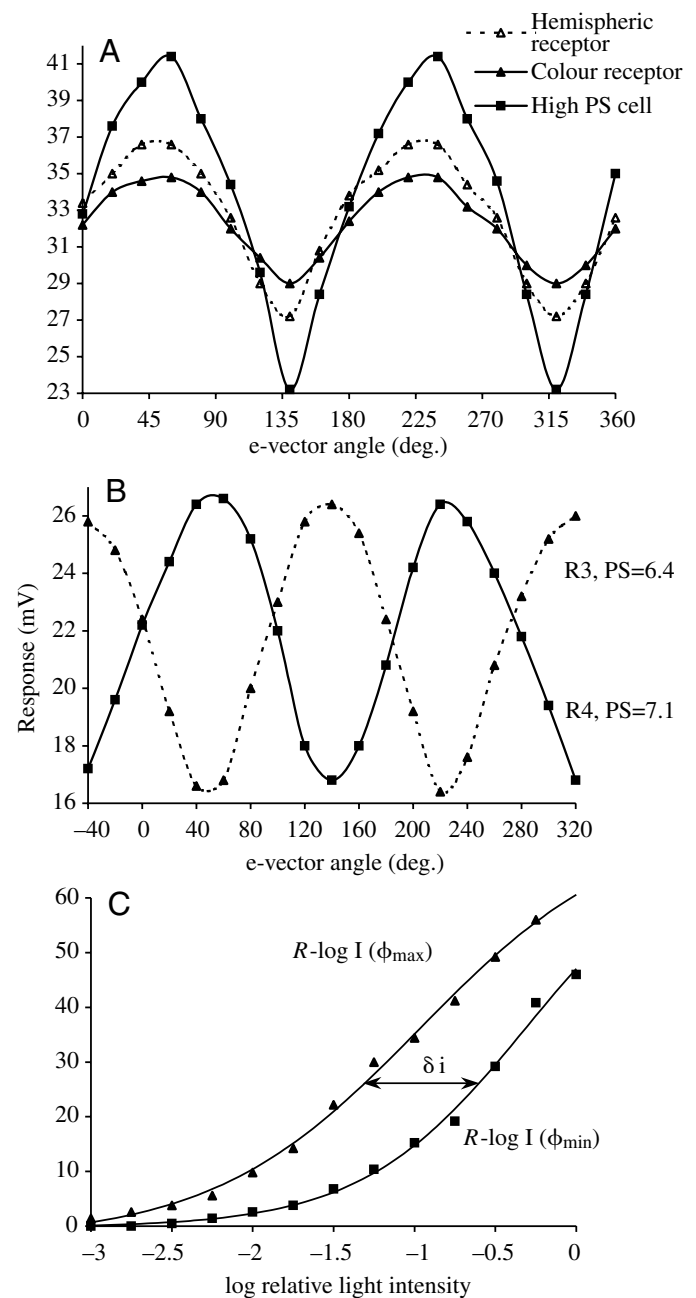 A
Hemispheric
receptor
Colour receptor
High PS cell
41
39
37
35
33
31
29
27
25
23
0 45 90 135 180 225 270 315 360
e-vector angle (deg.)
B
Response (mV)
26
24
22
20
18
16
R3, PS=6.4
R4, PS=7.1
–40 0 40 80 120 160 200 240 280 320
e-vector angle (deg.)
C
60
50
40
30
20
10
0
R-log I (ϕmax)
δ i
R-log I (ϕmin)
–3 –2.5 –2 –1.5 –1 –0.5 0
log relative light intensity